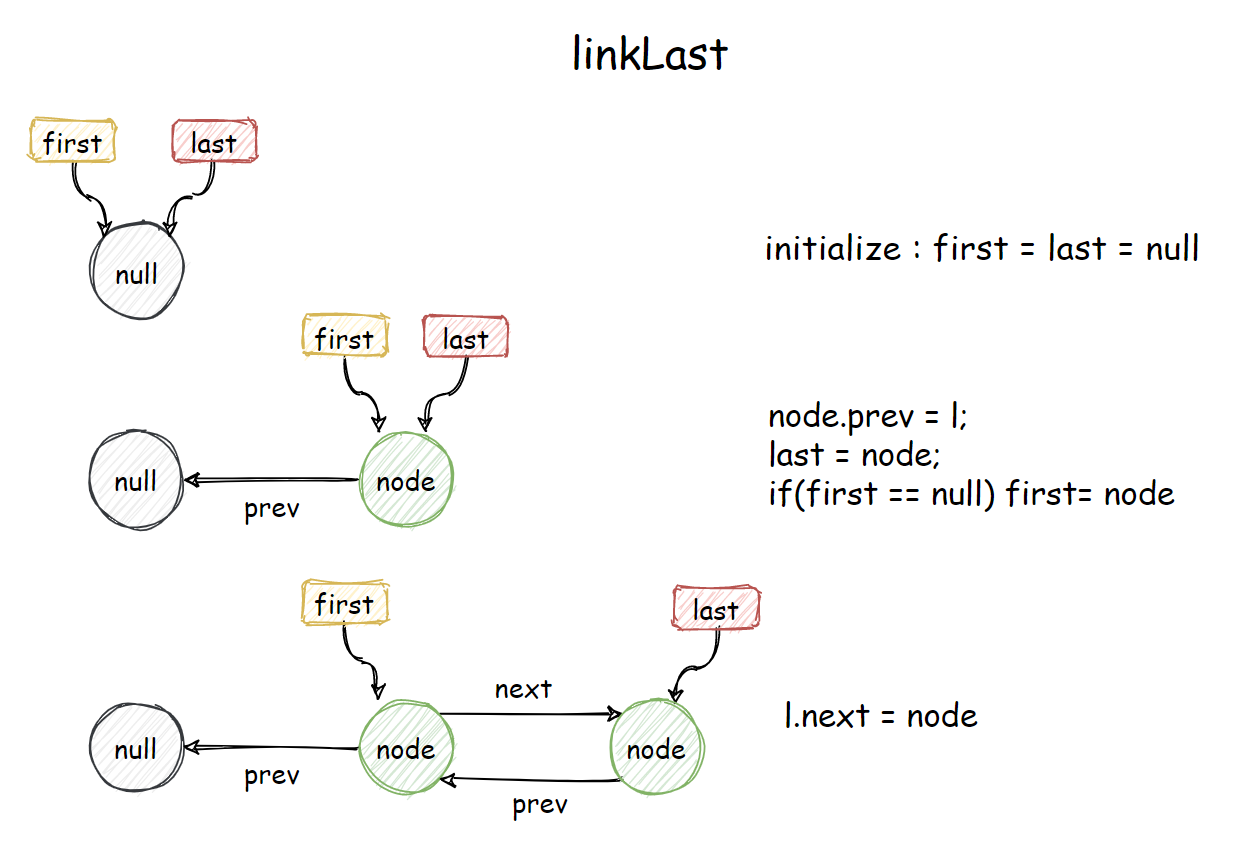 linkLast
first
last
null
initialize : first = last = null
first
last
null
prev
node
node.prev = l;
last = node;
if(first == null) first= node
first
last
next
null
node
node
prev
prev
l.next = node